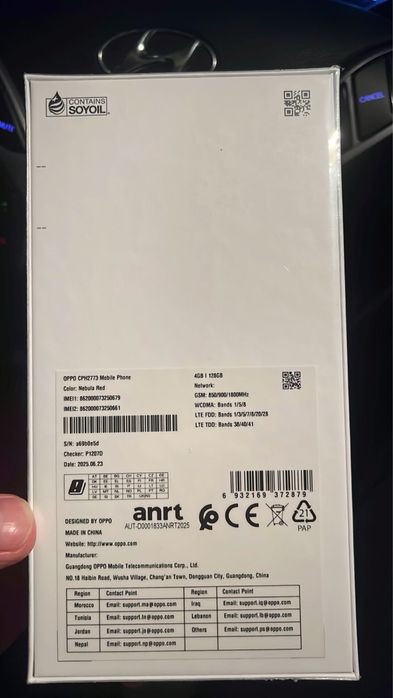 CONTAINS
SOYOIL
CANCEL
OPPO CPH2773 Mobile Phone
Color: Nebula Red
IMEI1: 862000073250679
IMEI2: 862000073250661
S/N: a69b0e5d
Checker: P1207D
Date: 2025.06.23
4GB | 128GB
Network:
GSM: 850/900/1800MHz
WCDMA: Bands 1/5/8
LTE FDD: Bands 1/3/5/7/8/20/28
LTE TDD: Bands 38/40/41
6 932169 372879
anrt
AUT-D0001833ANRT2025
CE
21
PAP
DESIGNED BY OPPO
MADE IN CHINA
Website: http://www.oppo.com
Manufacturer:
Guangdong OPPO Mobile Telecommunications Corp., Ltd.
NO.18 Haibin Road, Wusha Village, Chang'an Town, Dongguan City, Guangdong, China
Region Contact Point Region Contact Point
Morocco Email: support.ma@oppo.com Iraq Email: support.iq@oppo.com
Tunisia Email: support.tn@oppo.com Lebanon Email: support.lb@oppo.com
Jordan Email: support.jo@oppo.com Others Email: support.ps@oppo.com
Nepal Email: support.np@oppo.com